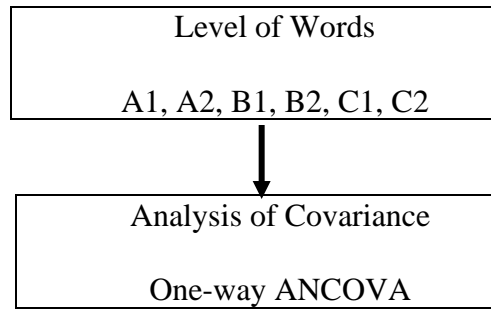 Level of Words
A1, A2, B1, B2, C1, C2
Analysis of Covariance
One-way ANCOVA